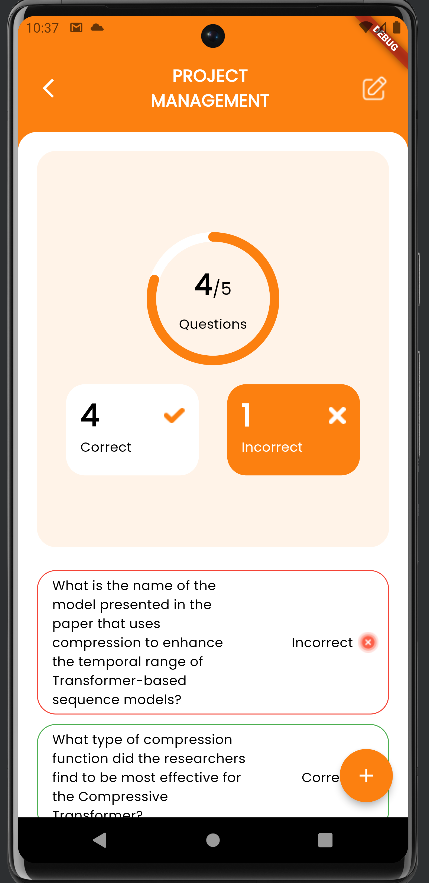 10:37
DEBUG
PROJECT
MANAGEMENT
4/5
Questions
4
Correct
1
Incorrect
What is the name of the
model presented in the
paper that uses
compression to enhance
the temporal range of
Transformer-based
sequence models?
Incorrect
What type of compression
function did the researchers
find to be most effective for
the Compressive
Transformer?
Corre